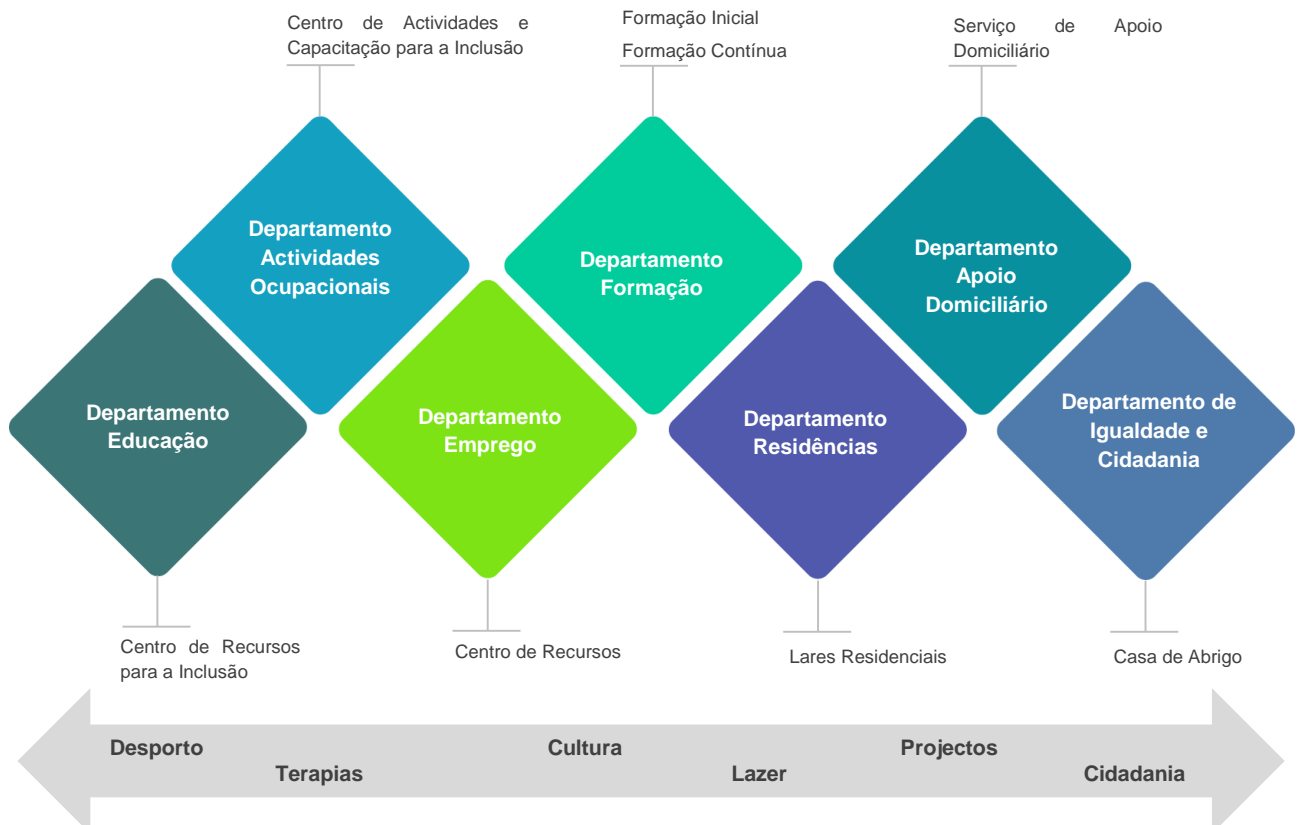 Centro de Actividades e
Capacitação para a Inclusão
Formação Inicial
Formação Contínua
Serviço de Apoio
Domiciliário
Departamento
Actividades
Ocupacionais
Departamento
Formação
Departamento
Apoio
Domiciliário
Departamento
Educação
Departamento
Emprego
Departamento
Residências
Departamento de
Igualdade e
Cidadania
Centro de Recursos
para a Inclusão
Centro de Recursos
Lares Residenciais
Casa de Abrigo
Desporto
Terapias
Cultura
Lazer
Projectos
Cidadania